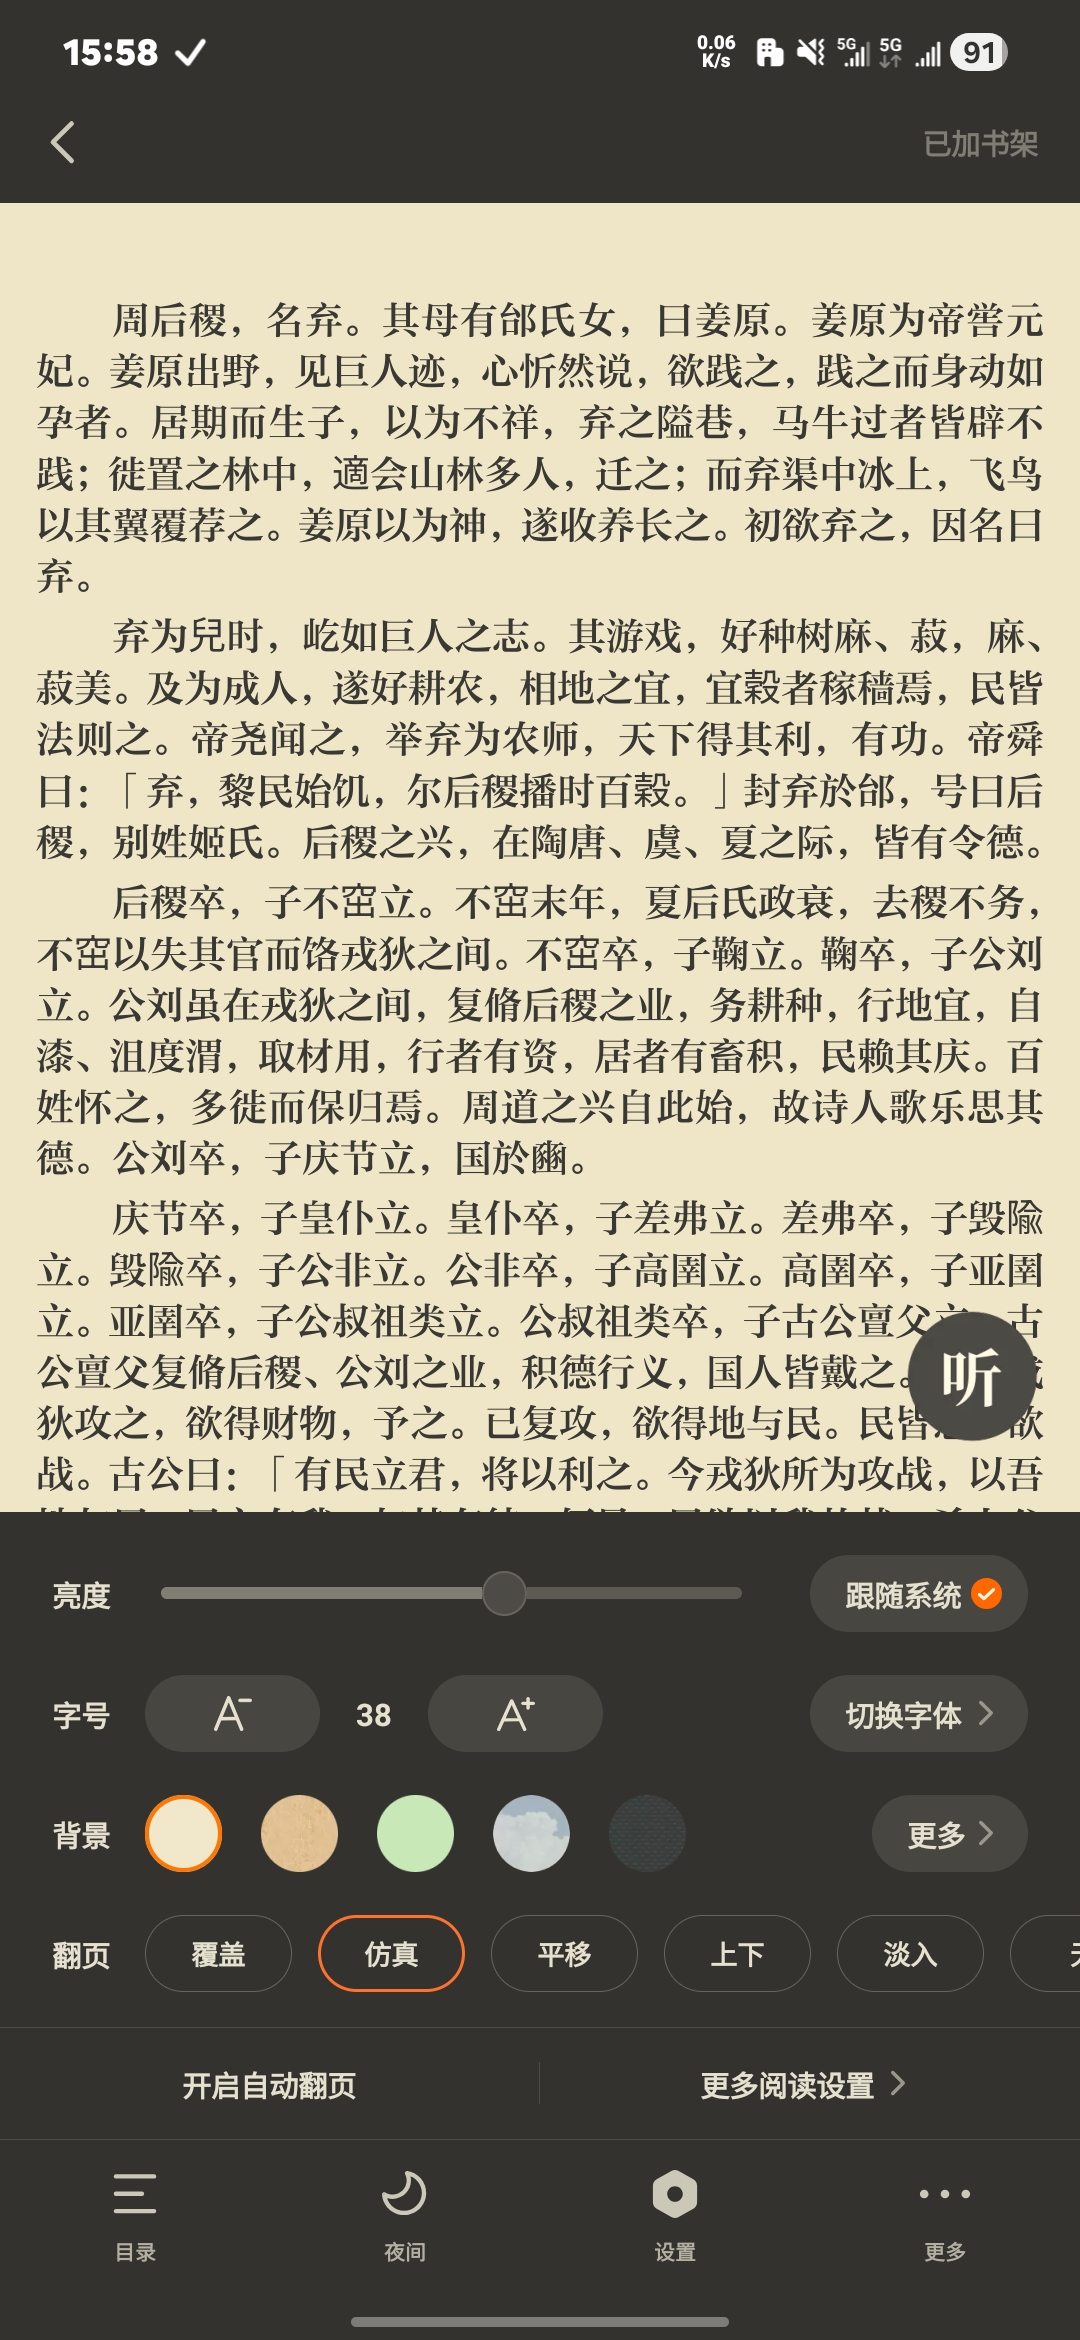 15:58
0.06 K/s
5G
5G
91
已加书架
周后稷，名弃。其母有邰氏女，曰姜原。姜原为帝喾元
妃。姜原出野，见巨人迹，心忻然说，欲践之，践之而身动如
孕者。居期而生子，以为不祥，弃之隘巷，马牛过者皆辟不
践；徙置之林中，適会山林多人，迁之；而弃渠中冰上，飞鸟
以其翼覆荐之。姜原以为神，遂收养长之。初欲弃之，因名曰
弃。
弃为兒时，屹如巨人之志。其游戏，好种树麻、菽，麻、
菽美。及为成人，遂好耕农，相地之宜，宜穀者稼穑焉，民皆
法则之。帝尧闻之，举弃为农师，天下得其利，有功。帝舜
曰：「弃，黎民始饥，尔后稷播时百穀。」封弃於邰，号曰后
稷，别姓姬氏。后稷之兴，在陶唐、虞、夏之际，皆有令德。
后稷卒，子不窋立。不窋末年，夏后氏政衰，去稷不务，
不窋以失其官而饹戎狄之间。不窋卒，子鞠立。鞠卒，子公刘
立。公刘虽在戎狄之间，复脩后稷之业，务耕种，行地宜，自
漆、沮度渭，取材用，行者有资，居者有畜积，民赖其庆。百
姓怀之，多徙而保归焉。周道之兴自此始，故诗人歌乐思其
德。公刘卒，子庆节立，国於豳。
庆节卒，子皇仆立。皇仆卒，子差弗立。差弗卒，子毁隃
立。毁隃卒，子公非立。公非卒，子高圉立。高圉卒，子亚圉
立。亚圉卒，子公叔祖类立。公叔祖类卒，子古公亶父 古
公亶父复脩后稷、公刘之业，积德行义，国人皆戴之。
狄攻之，欲得财物，予之。已复攻，欲得地与民。民皆 欲
战。古公曰：「有民立君，将以利之。今戎狄所为攻战，以吾
听
亮度
跟随系统
字号
A-
38
A+
切换字体
背景
更多
翻页
覆盖
仿真
平移
上下
淡入
开启自动翻页
更多阅读设置
目录
夜间
设置
更多